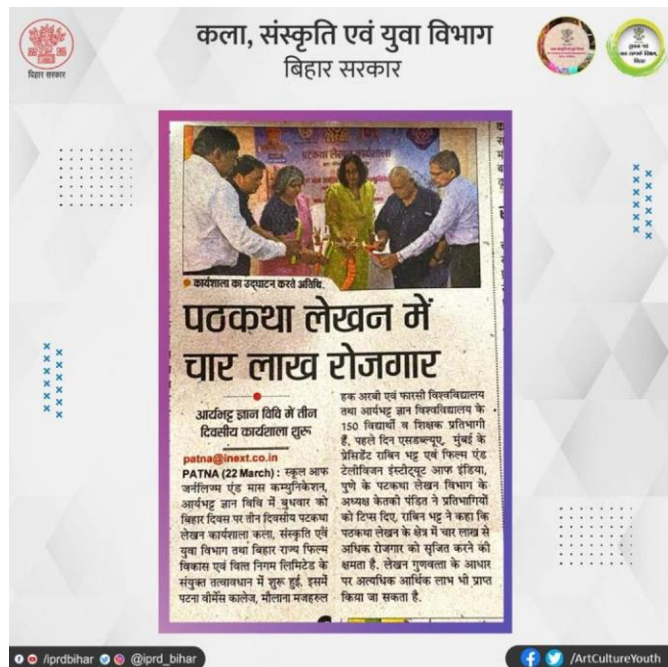 कला, संस्कृति एवं युवा विभाग
बिहार सरकार
बिहार सरकार
पटकथा लेखन कार्यशाला
कार्यशाला का उद्घाटन करते अतिथि.
पठकथा लेखन में
चार लाख रोजगार
आर्यभट्ट ज्ञान विवि में तीन
दिवसीय कार्यशाला शुरू
patna@inext.co.in
PATNA (22 March) : स्कूल आफ
जर्नलिज्म एंड मास कम्युनिकेशन,
आर्यभट्ट ज्ञान विवि में बुधवार को
बिहार दिवस पर तीन दिवसीय पटकथा
लेखन कार्यशाला कला, संस्कृति एवं
युवा विभाग तथा बिहार राज्य फिल्म
विकास एवं वित्त निगम लिमिटेड के
संयुक्त तत्वावधान में शुरू हुई. इसमें
पटना वीमेंस कालेज, मौलाना मजहरुल
हक अरबी एवं फारसी विश्वविद्यालय
तथा आर्यभट्ट ज्ञान विश्वविद्यालय के
150 विद्यार्थी व शिक्षक प्रतिभागी
हैं. पहले दिन एसडब्ल्यूए, मुंबई के
प्रेसिडेंट राबिन भट्ट एवं फिल्म एंड
टेलीविजन इंस्टीट्यूट आफ इंडिया,
पुणे के पटकथा लेखन विभाग के
अध्यक्ष केतकी पंडित ने प्रतिभागियों
को टिप्स दिए. राबिन भट्ट ने कहा कि
पठकथा लेखन के क्षेत्र में चार लाख से
अधिक रोजगार को सृजित करने की
क्षमता है. लेखन गुणवत्ता के आधार
पर अत्यधिक आर्थिक लाभ भी प्राप्त
किया जा सकता है.
/iprdbihar @iprd_bihar
/ArtCultureYouth